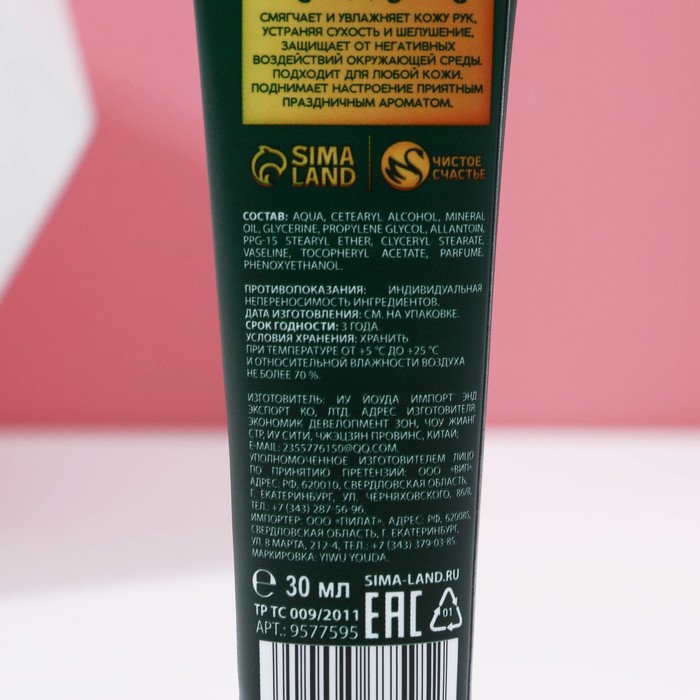 СМЯГЧАЕТ И УВЛАЖНЯЕТ КОЖУ РУК,
УСТРАНЯЯ СУХОСТЬ И ШЕЛУШЕНИЕ,
ЗАЩИЩАЕТ ОТ НЕГАТИВНЫХ
ВОЗДЕЙСТВИЙ ОКРУЖАЮЩЕЙ СРЕДЫ.
ПОДХОДИТ ДЛЯ ЛЮБОЙ КОЖИ.
ПОДНИМАЕТ НАСТРОЕНИЕ ПРИЯТНЫМ
ПРАЗДНИЧНЫМ АРОМАТОМ.
SIMA LAND
ЧИСТОЕ СЧАСТЬЕ
СОСТАВ: AQUA, CETEARYL ALCOHOL, MINERAL
OIL, GLYCERINE, PROPYLENE GLYCOL, ALLANTOIN,
PPG-15 STEARYL ETHER, GLYCERYL STEARATE,
VASELINE, TOCOPHERYL ACETATE, PARFUME,
PHENOXYETHANOL.
ПРОТИВОПОКАЗАНИЯ: ИНДИВИДУАЛЬНАЯ
НЕПЕРЕНОСИМОСТЬ ИНГРЕДИЕНТОВ.
ДАТА ИЗГОТОВЛЕНИЯ: СМ. НА УПАКОВКЕ.
СРОК ГОДНОСТИ: 3 ГОДА.
УСЛОВИЯ ХРАНЕНИЯ: ХРАНИТЬ
ПРИ ТЕМПЕРАТУРЕ ОТ +5 °С ДО +25 °С
И ОТНОСИТЕЛЬНОЙ ВЛАЖНОСТИ ВОЗДУХА
НЕ БОЛЕЕ 70 %.
ИЗГОТОВИТЕЛЬ: ИУ ЙОУДА ИМПОРТ ЭНД
ЭКСПОРТ КО, ЛТД. АДРЕС ИЗГОТОВИТЕЛЯ:
ЭКОНОМИК ДЕВЕЛОПМЕНТ ЗОН, ЧОУ ЖИАНГ
СТР, ИУ СИТИ, ЧЖЭЦЗЯН ПРОВИНС, КИТАЙ;
E-MAIL: 2355776150@QQ.COM.
УПОЛНОМОЧЕННОЕ ИЗГОТОВИТЕЛЕМ ЛИЦО
ПО ПРИНЯТИЮ ПРЕТЕНЗИЙ: ООО «ВИП».
АДРЕС: РФ, 620010, СВЕРДЛОВСКАЯ ОБЛАСТЬ,
Г. ЕКАТЕРИНБУРГ, УЛ. ЧЕРНЯХОВСКОГО, 86/8,
ТЕЛ.: +7 (343) 287-56-96.
ИМПОРТЕР: ООО «ПИЛАТ», АДРЕС: РФ, 620085,
СВЕРДЛОВСКАЯ ОБЛАСТЬ, Г. ЕКАТЕРИНБУРГ,
УЛ. 8 МАРТА, 212-4, ТЕЛ.: +7 (343) 379-03-85.
МАРКИРОВКА: YIWU YOUDA.
℮ 30 МЛ
SIMA-LAND.RU
ТР ТС 009/2011
АРТ.: 9577595
EAC
01